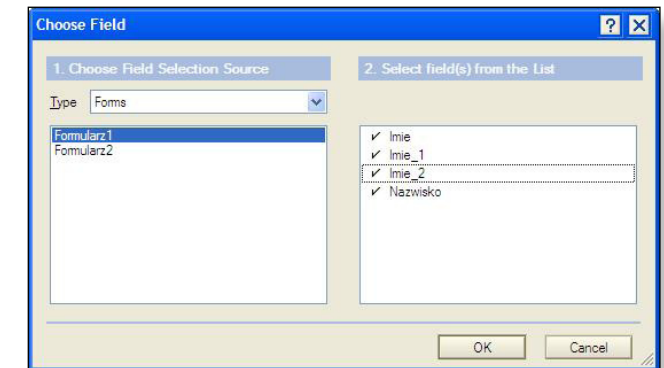 Choose Field
1. Choose Field Selection Source
2. Select field(s) from the List
Type Forms
Formularz1
Formularz2
Imie
Imie_1
Imie_2
Nazwisko
OK
Cancel